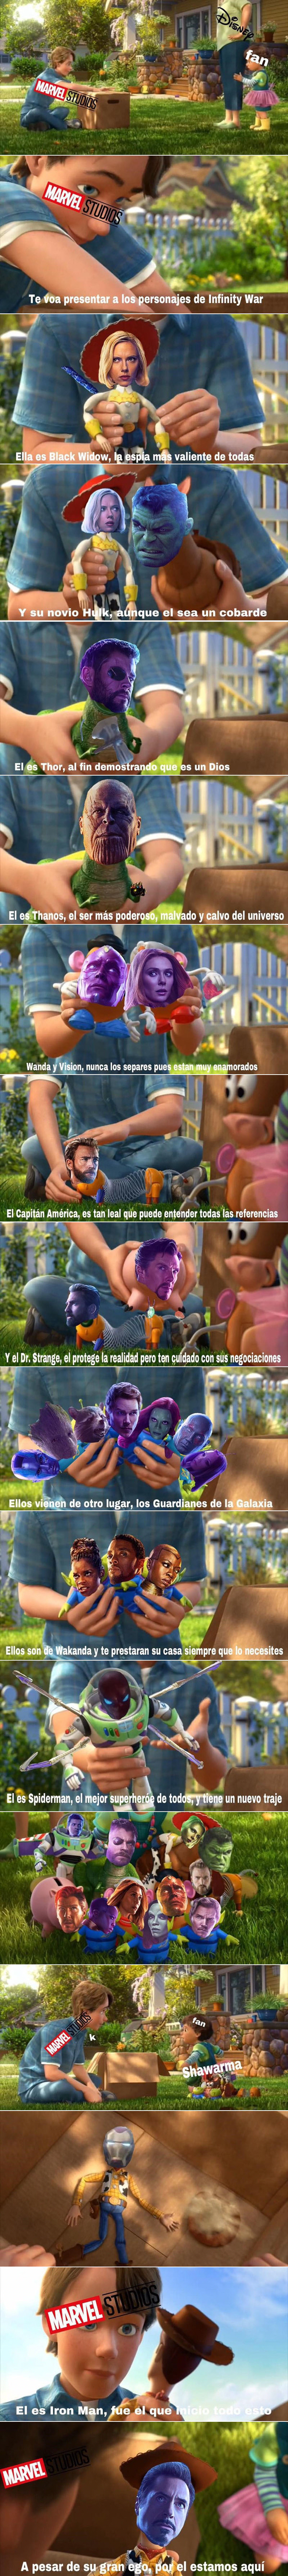 DISNEY
fan
MARVEL STUDIOS
MARVEL STUDIOS
Te voa presentar a los personajes de Infinity War
Ella es Black Widow, la espía más valiente de todas
Y su novio Hulk, aunque el sea un cobarde
El es Thor, al fin demostrando que es un Dios
El es Thanos, el ser más poderoso, malvado y calvo del universo
Wanda y Vision, nunca los separes pues estan muy enamorados
El Capitán América, es tan leal que puede entender todas las referencias
Y el Dr. Strange, el protege la realidad pero ten cuidado con sus negociaciones
Ellos vienen de otro lugar, los Guardianes de la Galaxia
Ellos son de Wakanda y te prestaran su casa siempre que lo necesites
El es Spiderman, el mejor superheroe de todos, y tiene un nuevo traje
MARVEL STUDIOS
k
fan
Shawarma
MARVEL STUDIOS
El es Iron Man, fue el que inicio todo esto
MARVEL STUDIOS
A pesar de su gran ego, por el estamos aquí